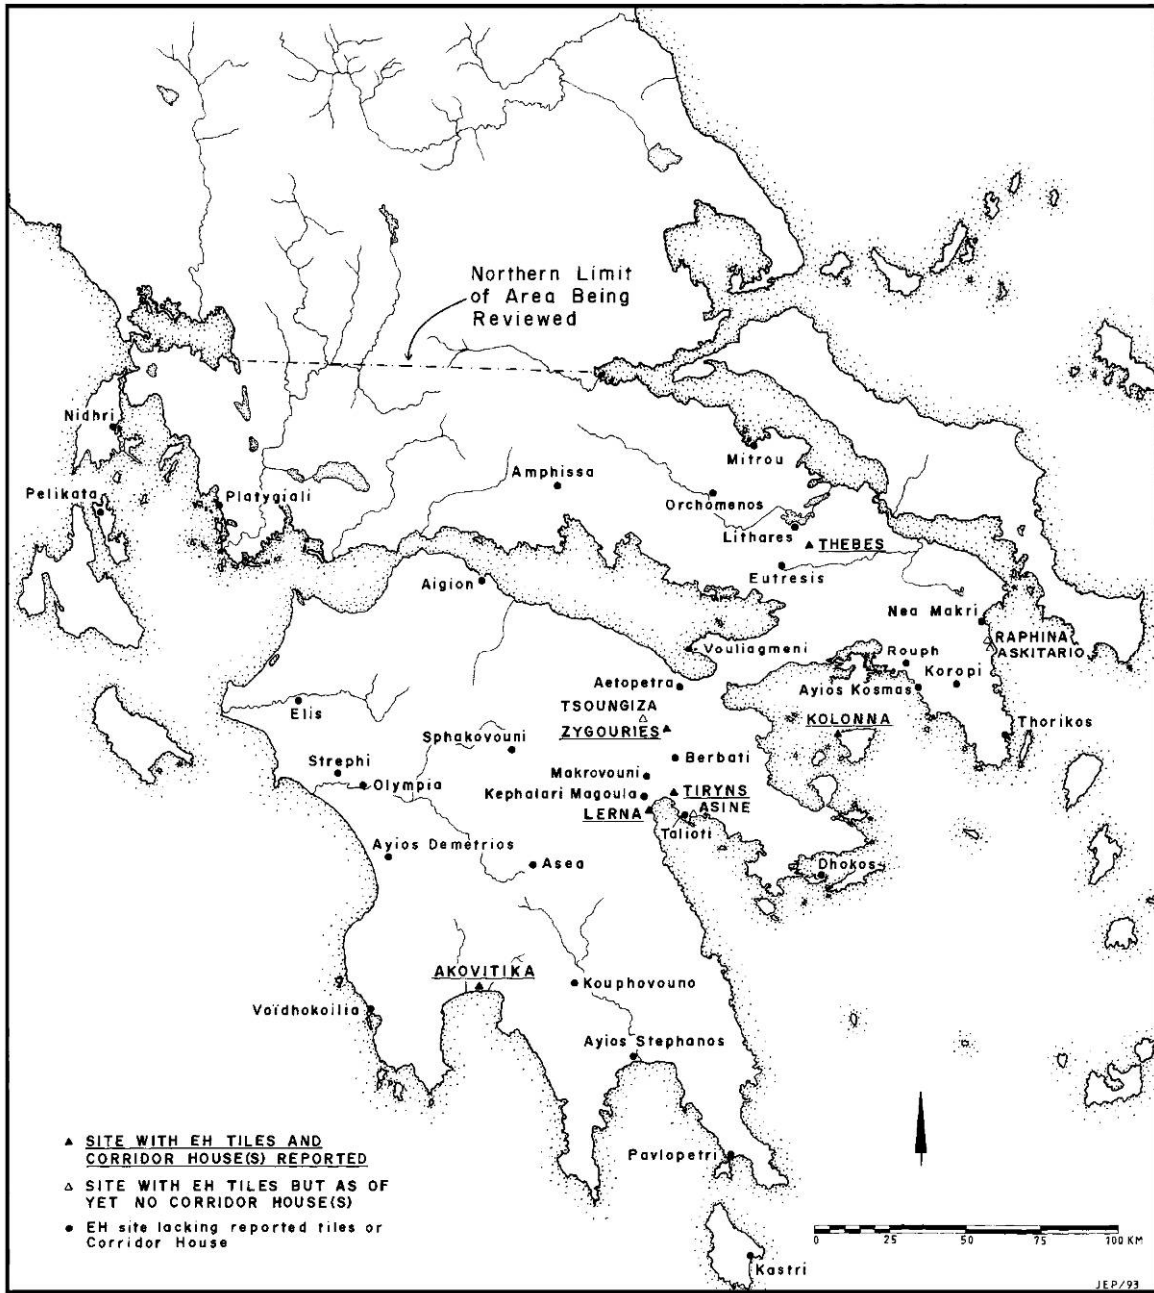 Northern Limit
of Area Being
Reviewed
Nidhri
Mitrou
Amphissa
Pelikata
Platygiali
Orchomenos
Lithares
THEBES
Eutresis
Aigion
Nea Makri
RAPHINA
ASKITARIO
Vouliagmeni
Rouph
Koropi
Aetopetra
Ayios Kosmas
TSOUNGIZA
Elis
KOLONNA
Thorikos
ZYGOURIES
Sphakovouni
Berbati
Strephi
Makrovouni
Olympia
Kephalari Magoula
TIRYNS
ASINE
LERNA
Talioti
Ayios Demetrios
Asea
Dhokos
AKOVITIKA
Kouphovouno
Voïdhokoilia
Ayios Stephanos
SITE WITH EH TILES AND
CORRIDOR HOUSE(S) REPORTED
Pavlopetri
SITE WITH EH TILES BUT AS OF
YET NO CORRIDOR HOUSE(S)
EH site lacking reported tiles or
Corridor House
0 25 50 75 100 KM
Kastri
JEP/93